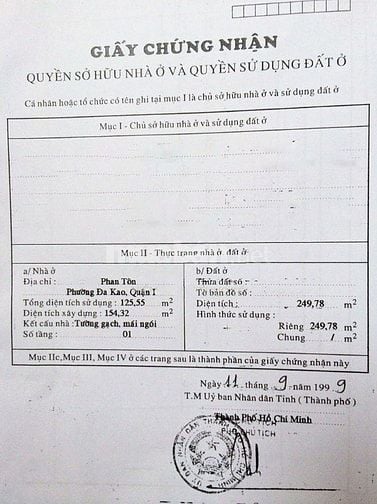 GIẤY CHỨNG NHẬN
QUYỀN SỞ HỮU NHÀ Ở VÀ QUYỀN SỬ DỤNG ĐẤT Ở
Cá nhân hoặc tổ chức có tên ghi tại mục I là chủ sở hữu nhà ở và sử dụng đất ở
Mục I - Chủ sở hữu nhà ở và sử dụng đất ở
Mục II - Thực trạng nhà ở đất ở
a/ Nhà ở
Địa chỉ : Phan Tôn
Phường Đa Kao, Quận I
Tổng diện tích sử dụng : 125,55 m2
Diện tích xây dựng : 154,32 m2
Kết cấu nhà : Tường gạch, mái ngói
Số tầng : 01
b/ Đất ở
Thửa đất số :
Tờ bản đồ số :
Diện tích : 249,78 m2
Hình thức sử dụng :
Riêng 249,78 m2
Chung / m2
Mục IIc, Mục III, Mục IV ở các trang sau là thành phần của giấy chứng nhận này
Ngày 11 tháng 9 năm 1999
T.M Uỷ ban Nhân dân Tỉnh ( Thành phố )
Thành Phố Hồ Chí Minh